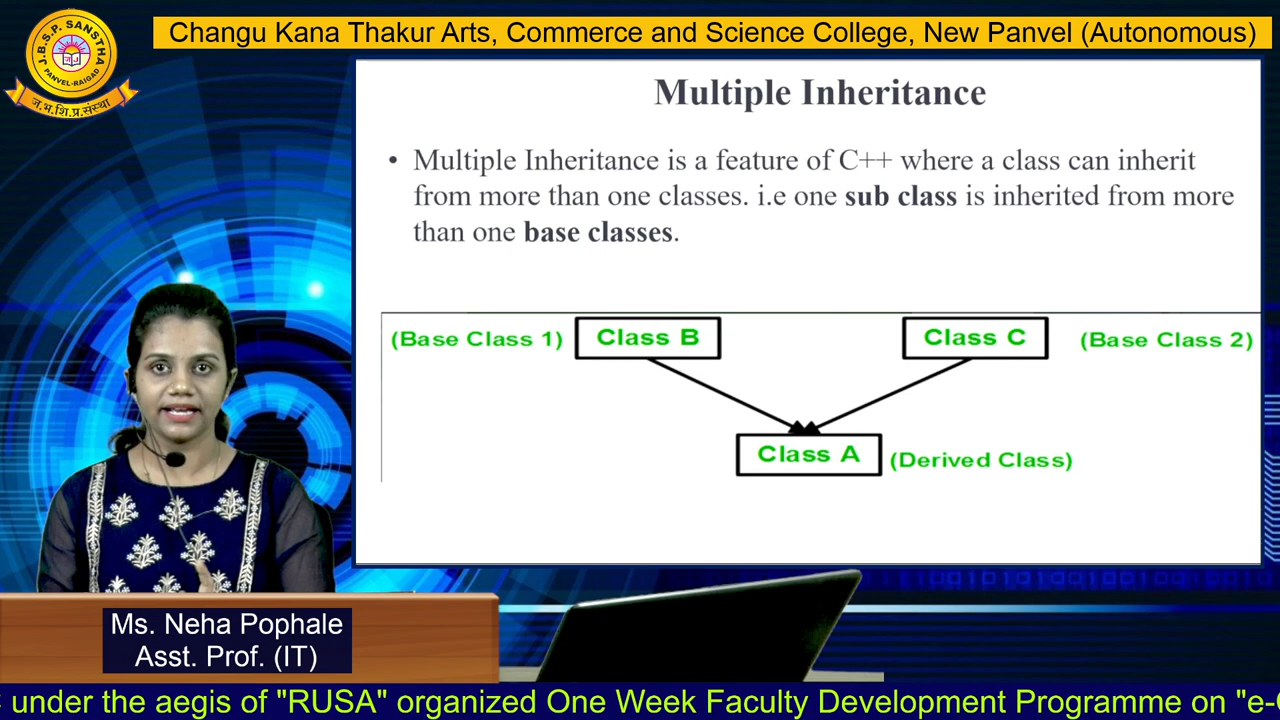 J.B.S.P. SANSTHA
PANVEL-RAIGAD
ज.भ.शि.प्र.संस्था
Changu Kana Thakur Arts, Commerce and Science College, New Panvel (Autonomous)
Multiple Inheritance
• Multiple Inheritance is a feature of C++ where a class can inherit
from more than one classes. i.e one sub class is inherited from more
than one base classes.
(Base Class 1) Class B Class C (Base Class 2)
Class A (Derived Class)
Ms. Neha Pophale
Asst. Prof. (IT)
under the aegis of "RUSA" organized One Week Faculty Development Programme on "e-